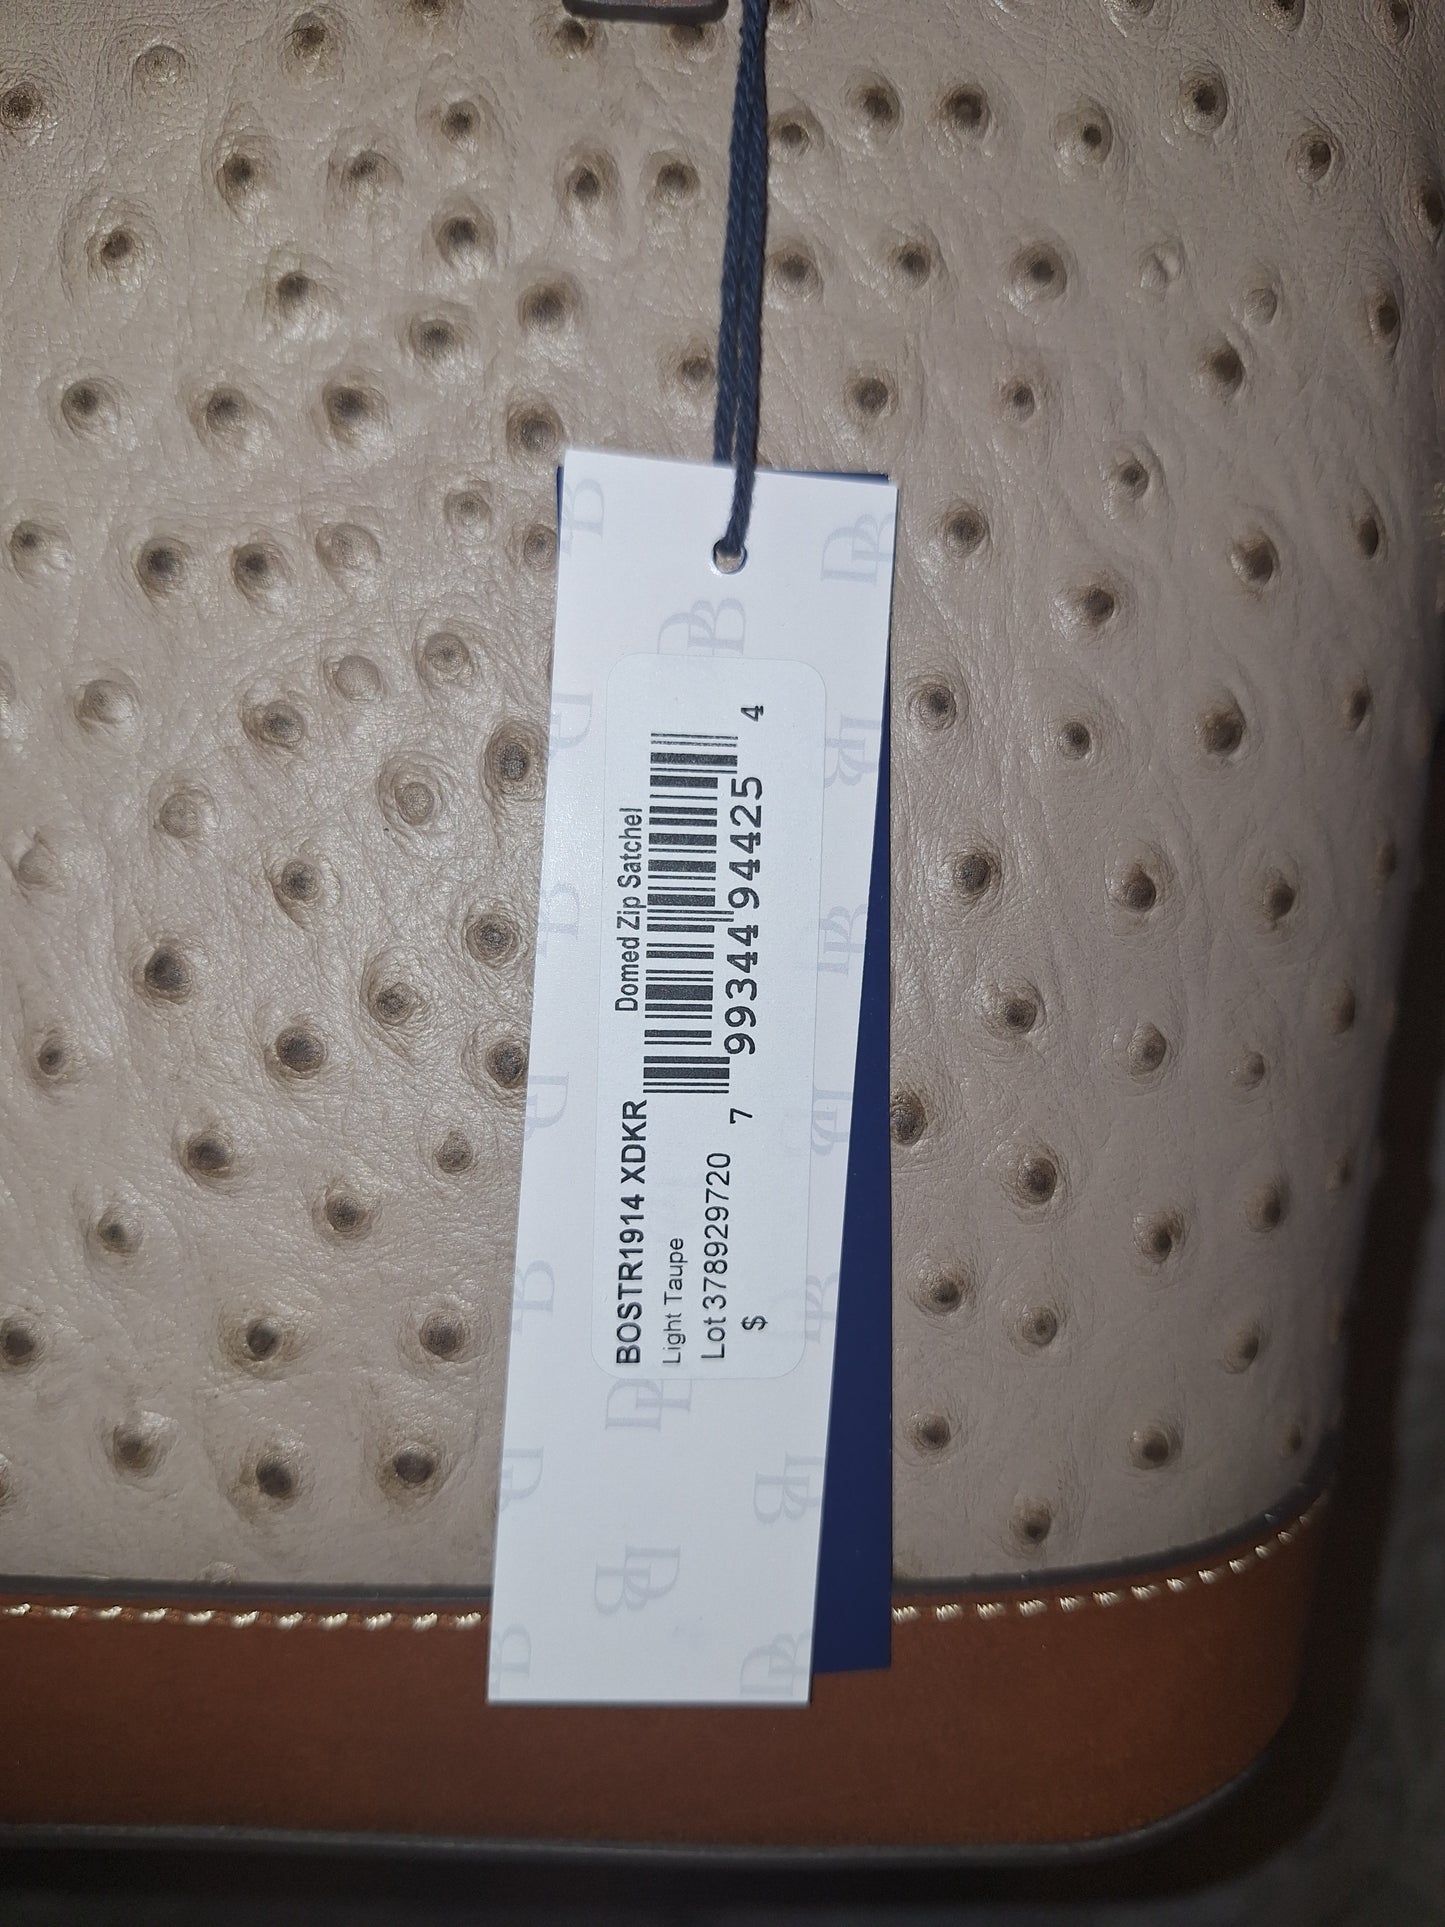 BOSTR1914 XDKR Domed Zip Satchel
Light Taupe
Lot 378929720
$
7 99344 94425 4